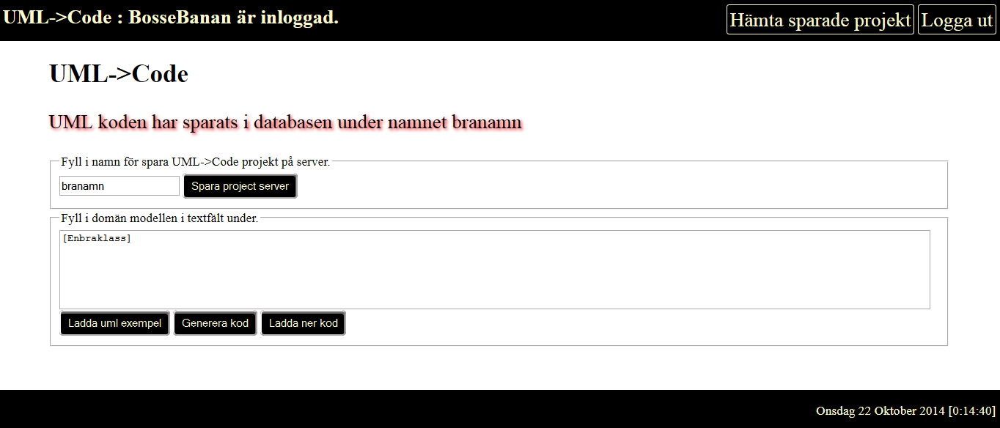 UML->Code : BosseBanan är inloggad.
Hämta sparade projekt Logga ut
UML->Code
UML koden har sparats i databasen under namnet branamn
Fyll i namn för spara UML->Code projekt på server.
branamn Spara project server
Fyll i domän modellen i textfält under.
[Enbraklass]
Ladda uml exempel Generera kod Ladda ner kod
Onsdag 22 Oktober 2014 [0:14:40]